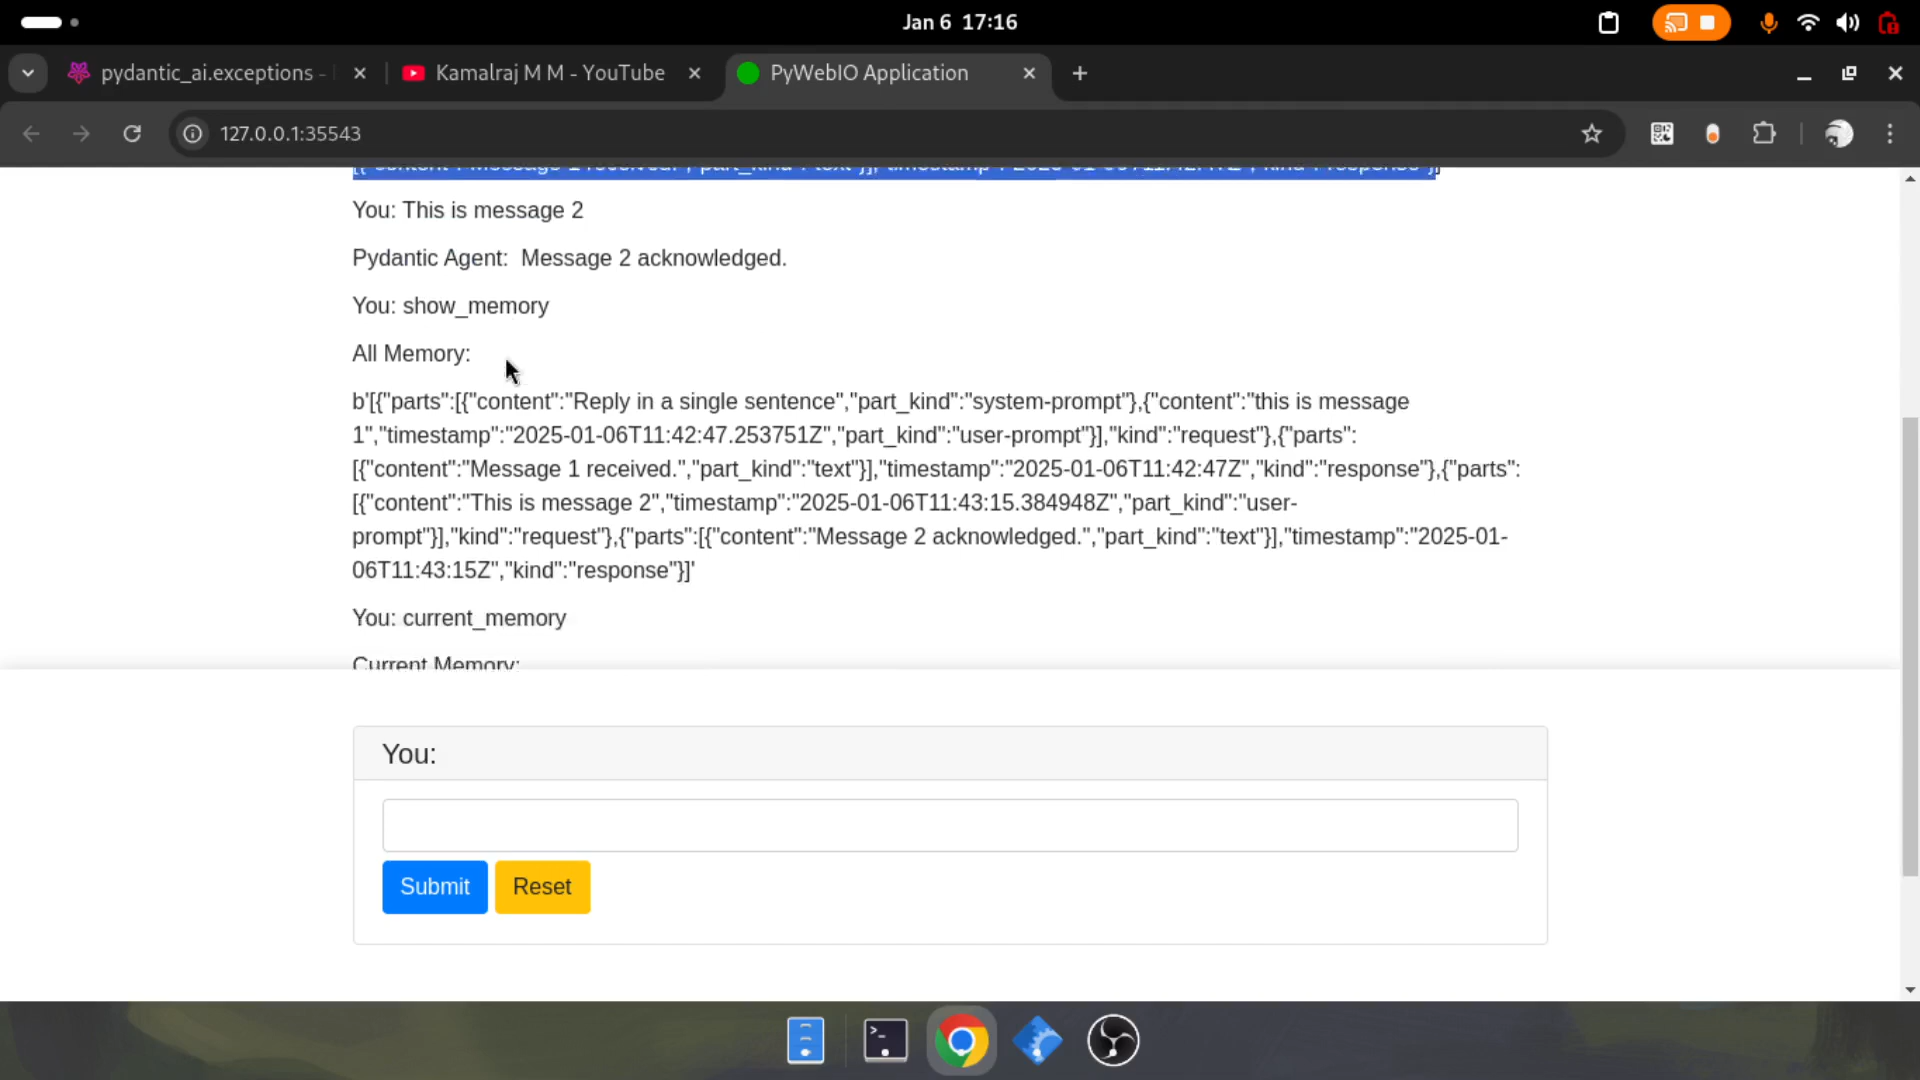 Jan 6 17:16
pydantic_ai.exceptions -
Kamalraj M M - YouTube
PyWebIO Application
127.0.0.1:35543
You: This is message 2
Pydantic Agent: Message 2 acknowledged.
You: show_memory
All Memory:
b'[{"parts":[{"content":"Reply in a single sentence","part_kind":"system-prompt"},{"content":"this is message
1","timestamp":"2025-01-06T11:42:47.253751Z","part_kind":"user-prompt"}],"kind":"request"},{"parts":
[{"content":"Message 1 received.","part_kind":"text"}],"timestamp":"2025-01-06T11:42:47Z","kind":"response"},{"parts":
[{"content":"This is message 2","timestamp":"2025-01-06T11:43:15.384948Z","part_kind":"user-
prompt"}],"kind":"request"},{"parts":[{"content":"Message 2 acknowledged.","part_kind":"text"}],"timestamp":"2025-01-
06T11:43:15Z","kind":"response"}]'
You: current_memory
Current Memory:
You:
Submit
Reset